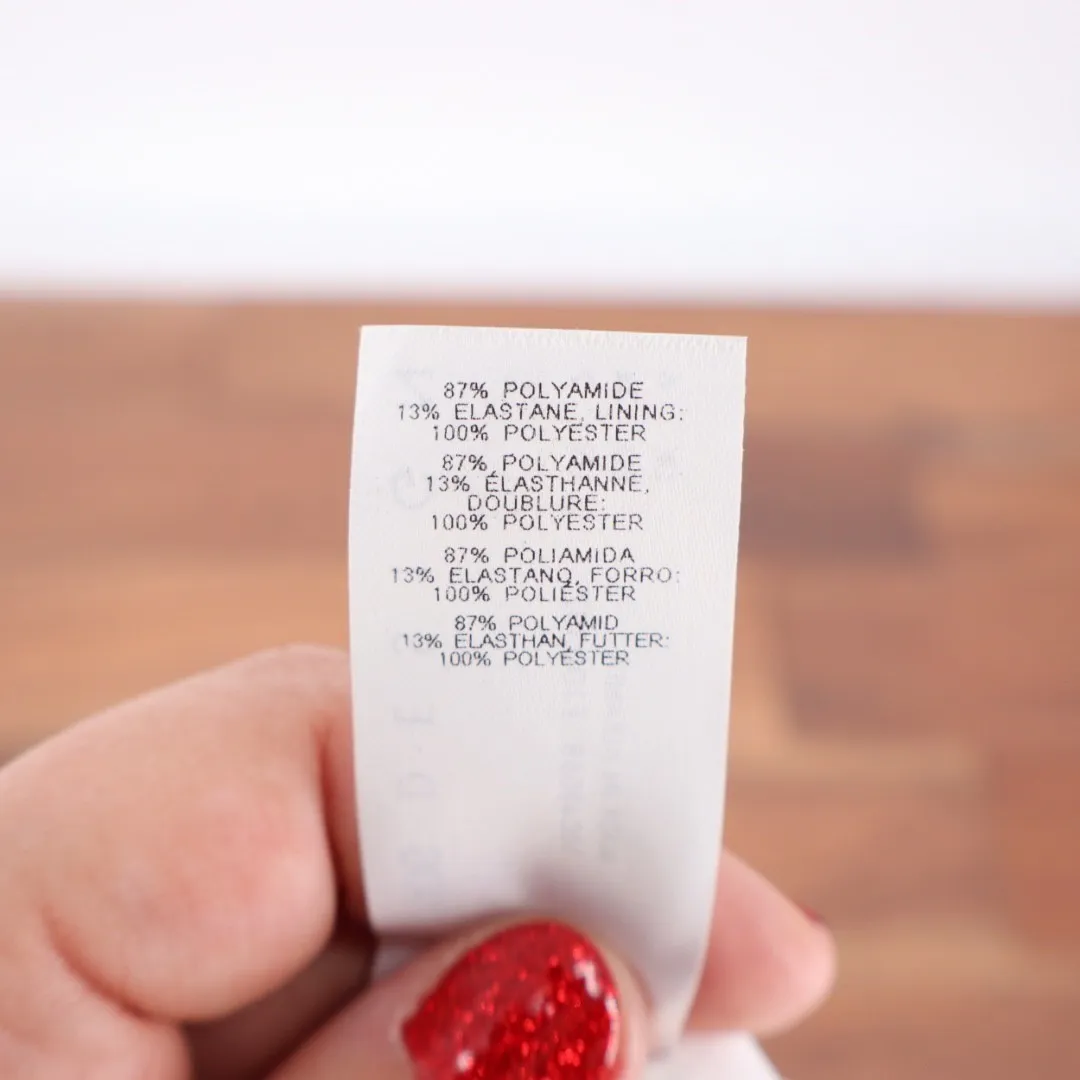 87% POLYAMIDE
13% ELASTANE, LINING:
100% POLYESTER
87% POLYAMIDE
13% ÉLASTHANNE,
DOUBLURE:
100% POLYESTER
87% POLIAMIDA
13% ELASTANO, FORRO:
100% POLIÉSTER
87% POLYAMID
13% ELASTHAN, FUTTER:
100% POLYESTER